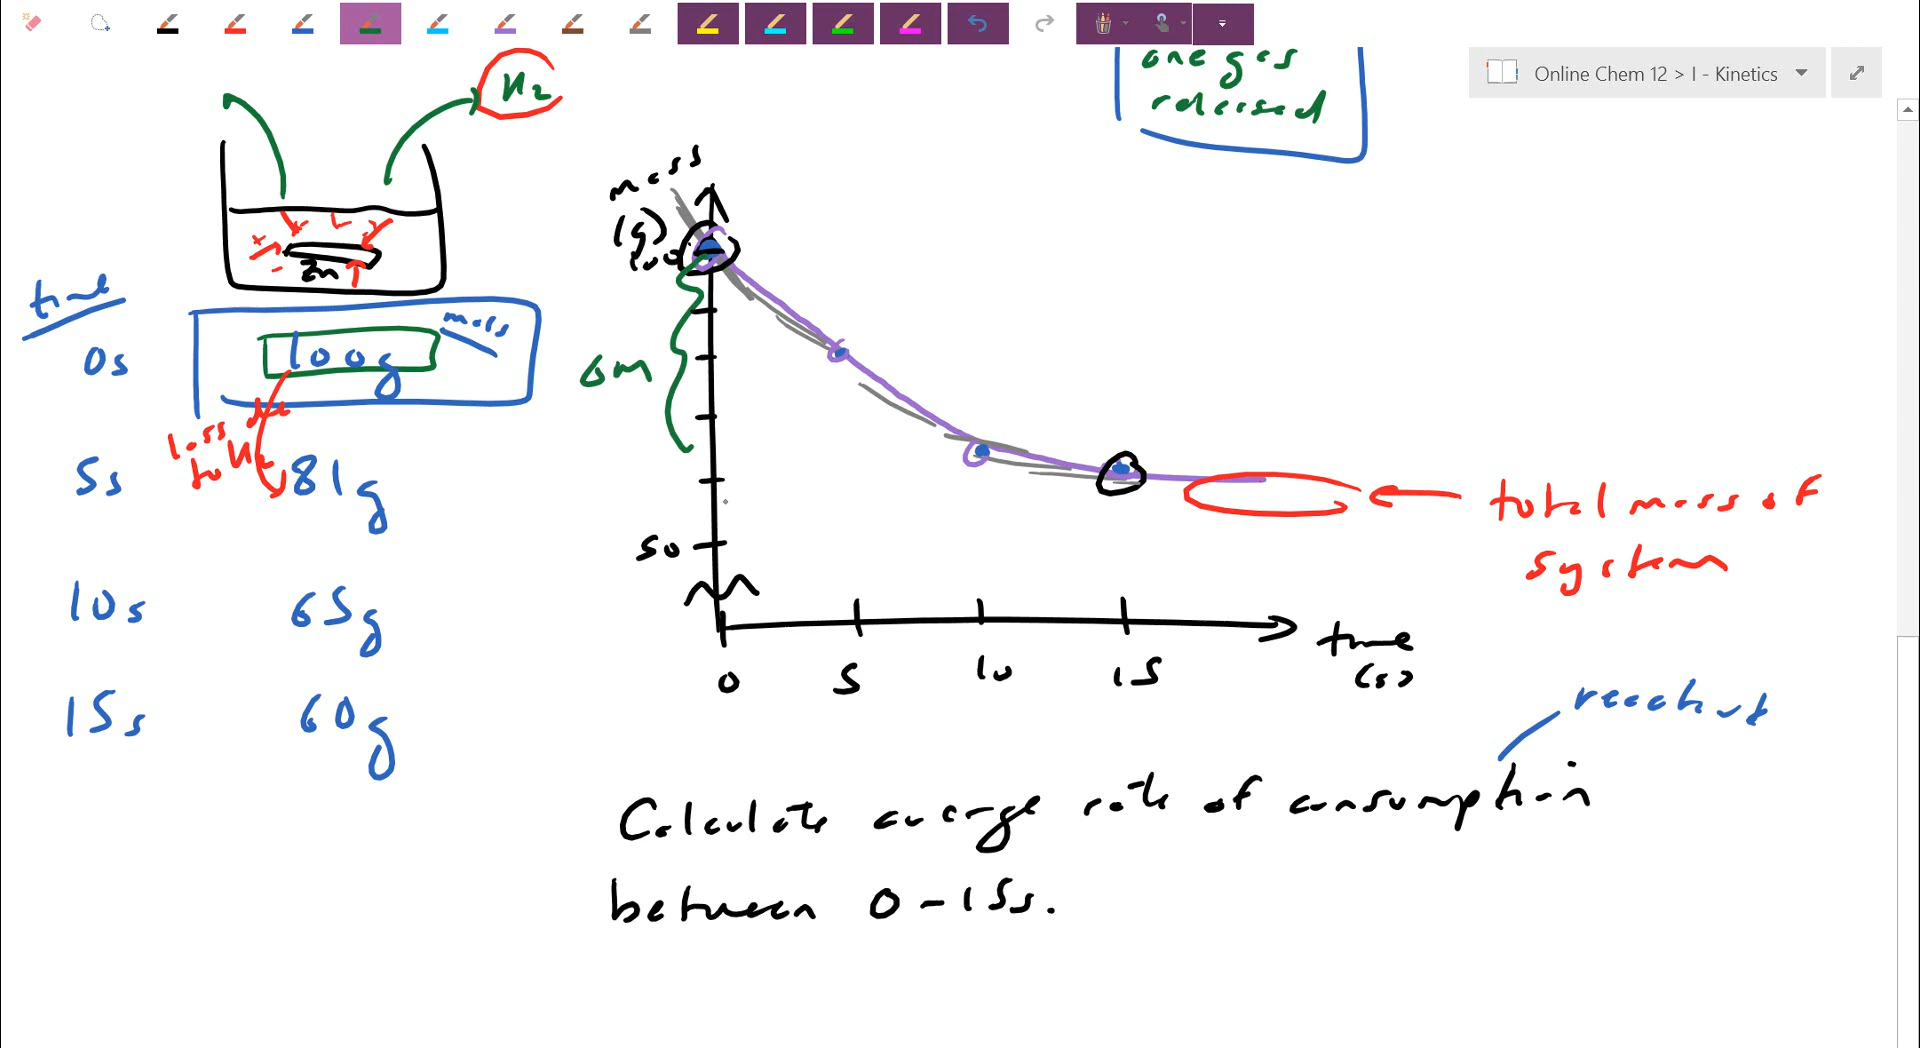 one gas
released
Online Chem 12 > I - Kinetics
H2
Zn
time
mass
0s 100g
loss due
to H2
5s 81g
10s 65g
15s 60g
mass
(g)
100
Δm
50
0 5 10 15
time
(s)
total mass of
system
reactant
Calculate average rate of consumption
between 0-15s.